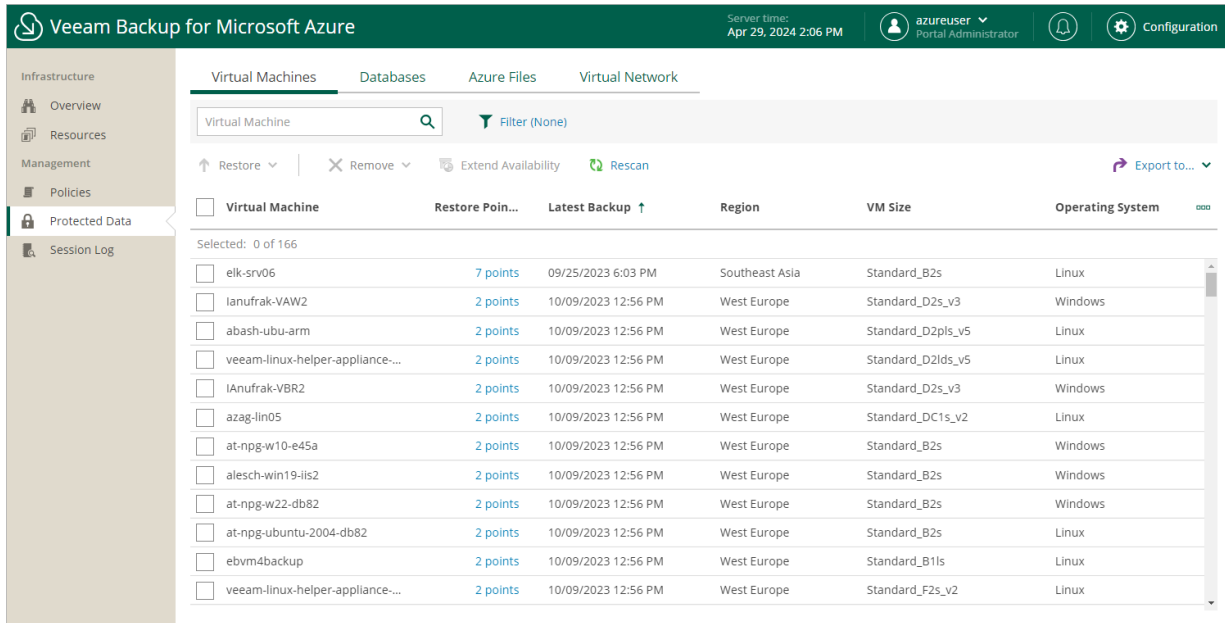 Veeam Backup for Microsoft Azure
Server time:
Apr 29, 2024 2:06 PM
azureuser
Portal Administrator
Configuration
Infrastructure
Overview
Resources
Management
Policies
Protected Data
Session Log
Virtual Machines Databases Azure Files Virtual Network
Virtual Machine Filter (None)
Restore Remove Extend Availability Rescan Export to...
Virtual Machine Restore Poin... Latest Backup ↑ Region VM Size Operating System
Selected: 0 of 166
elk-srv06 7 points 09/25/2023 6:03 PM Southeast Asia Standard_B2s Linux
Ianufrak-VAW2 2 points 10/09/2023 12:56 PM West Europe Standard_D2s_v3 Windows
abash-ubu-arm 2 points 10/09/2023 12:56 PM West Europe Standard_D2pls_v5 Linux
veeam-linux-helper-appliance-... 2 points 10/09/2023 12:56 PM West Europe Standard_D2lds_v5 Linux
IAnufrak-VBR2 2 points 10/09/2023 12:56 PM West Europe Standard_D2s_v3 Windows
azag-lin05 2 points 10/09/2023 12:56 PM West Europe Standard_DC1s_v2 Linux
at-npg-w10-e45a 2 points 10/09/2023 12:56 PM West Europe Standard_B2s Windows
alesch-win19-iis2 2 points 10/09/2023 12:56 PM West Europe Standard_B2s Windows
at-npg-w22-db82 2 points 10/09/2023 12:56 PM West Europe Standard_B2s Windows
at-npg-ubuntu-2004-db82 2 points 10/09/2023 12:56 PM West Europe Standard_B2s Linux
ebvm4backup 2 points 10/09/2023 12:56 PM West Europe Standard_B1ls Linux
veeam-linux-helper-appliance-... 2 points 10/09/2023 12:56 PM West Europe Standard_F2s_v2 Linux